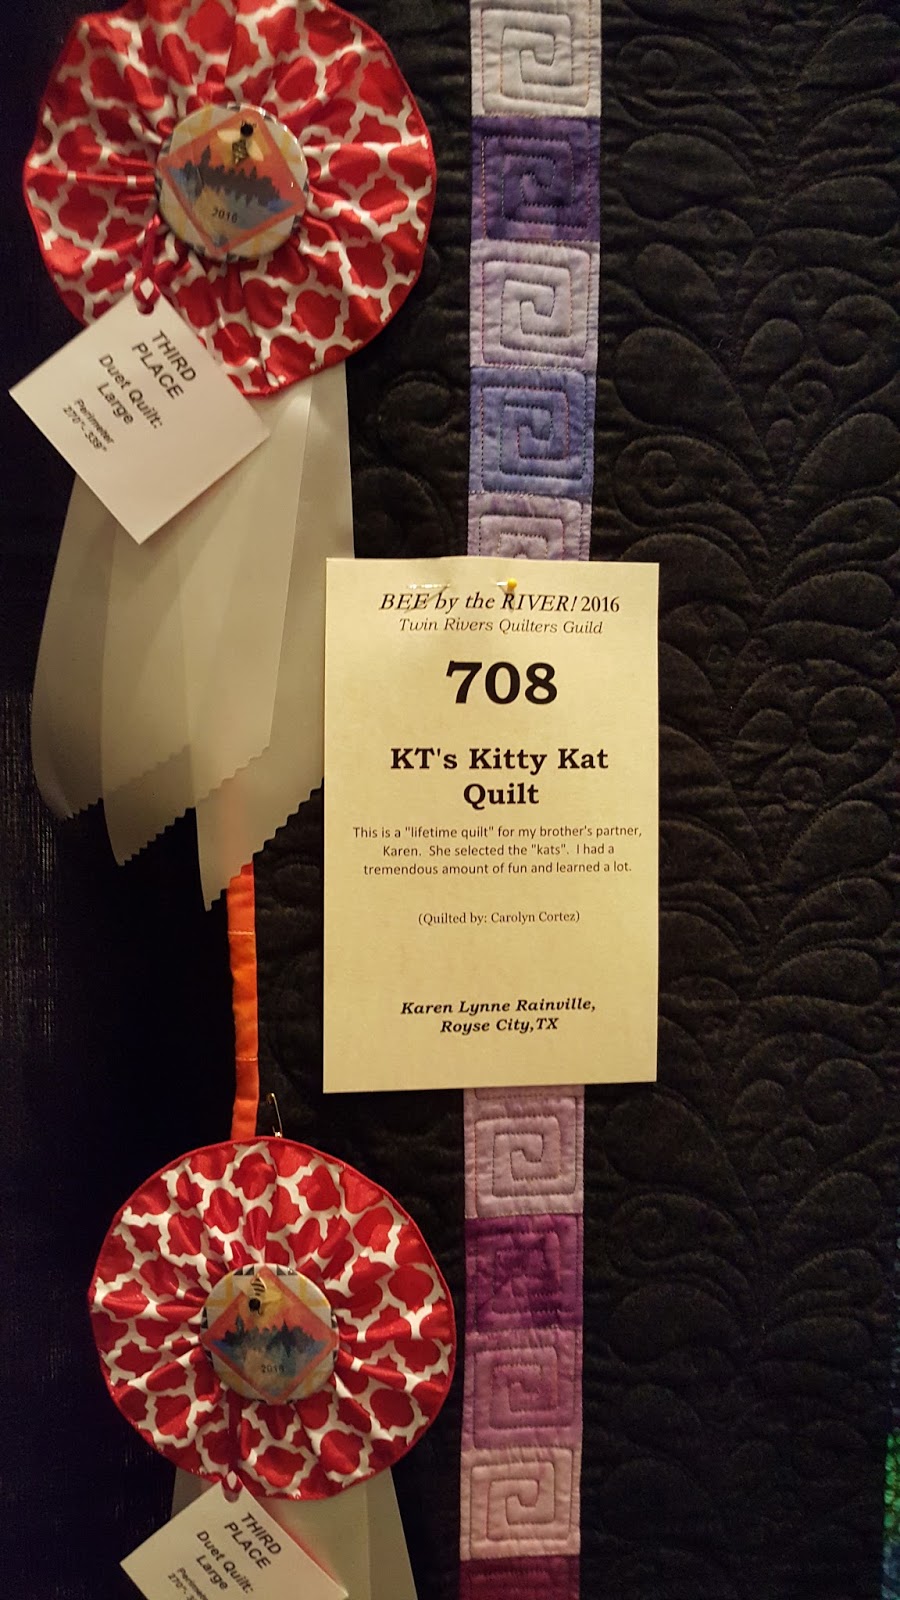 2016
THIRD
PLACE
Duet Quilt:
Large
Perimeter
270"- 339"
BEE by the RIVER! 2016
Twin Rivers Quilters Guild
708
KT's Kitty Kat
Quilt
This is a "lifetime quilt" for my brother's partner,
Karen. She selected the "kats". I had a
tremendous amount of fun and learned a lot.
(Quilted by: Carolyn Cortez)
Karen Lynne Rainville,
Royse City,TX
2016
THIRD
PLACE
Duet Quilt:
Large
Perimeter